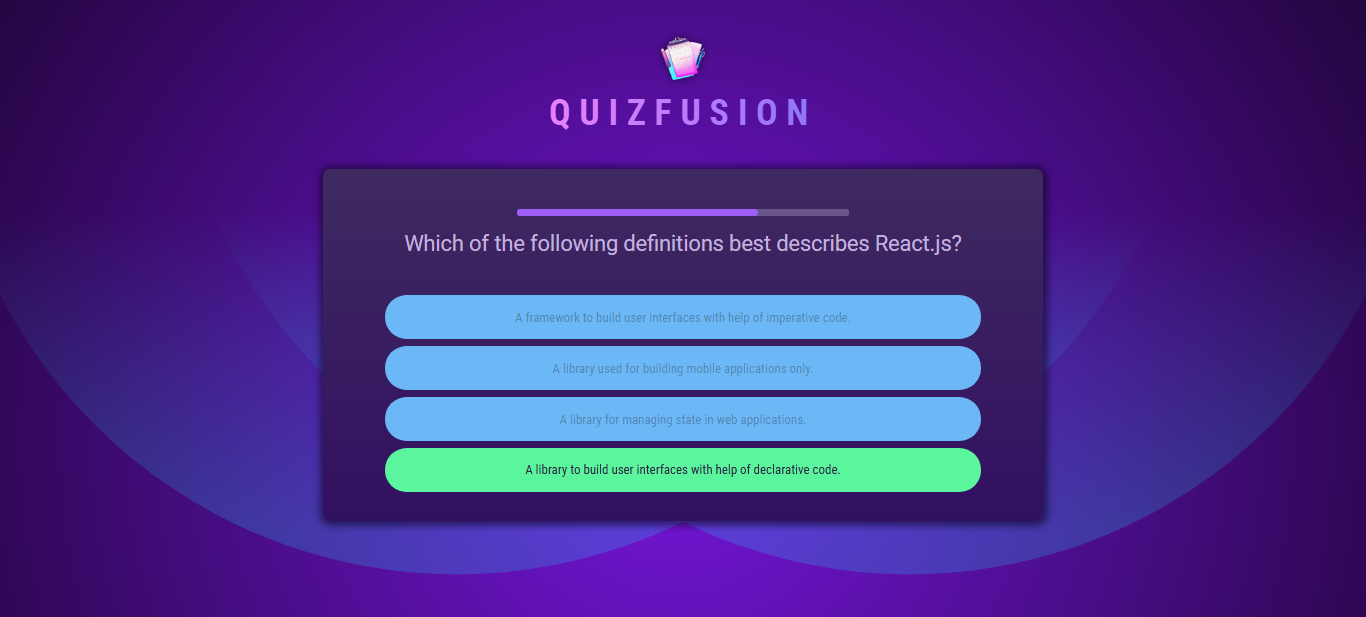 QUIZFUSION
Which of the following definitions best describes React.js?
A framework to build user interfaces with help of imperative code.
A library used for building mobile applications only.
A library for managing state in web applications.
A library to build user interfaces with help of declarative code.